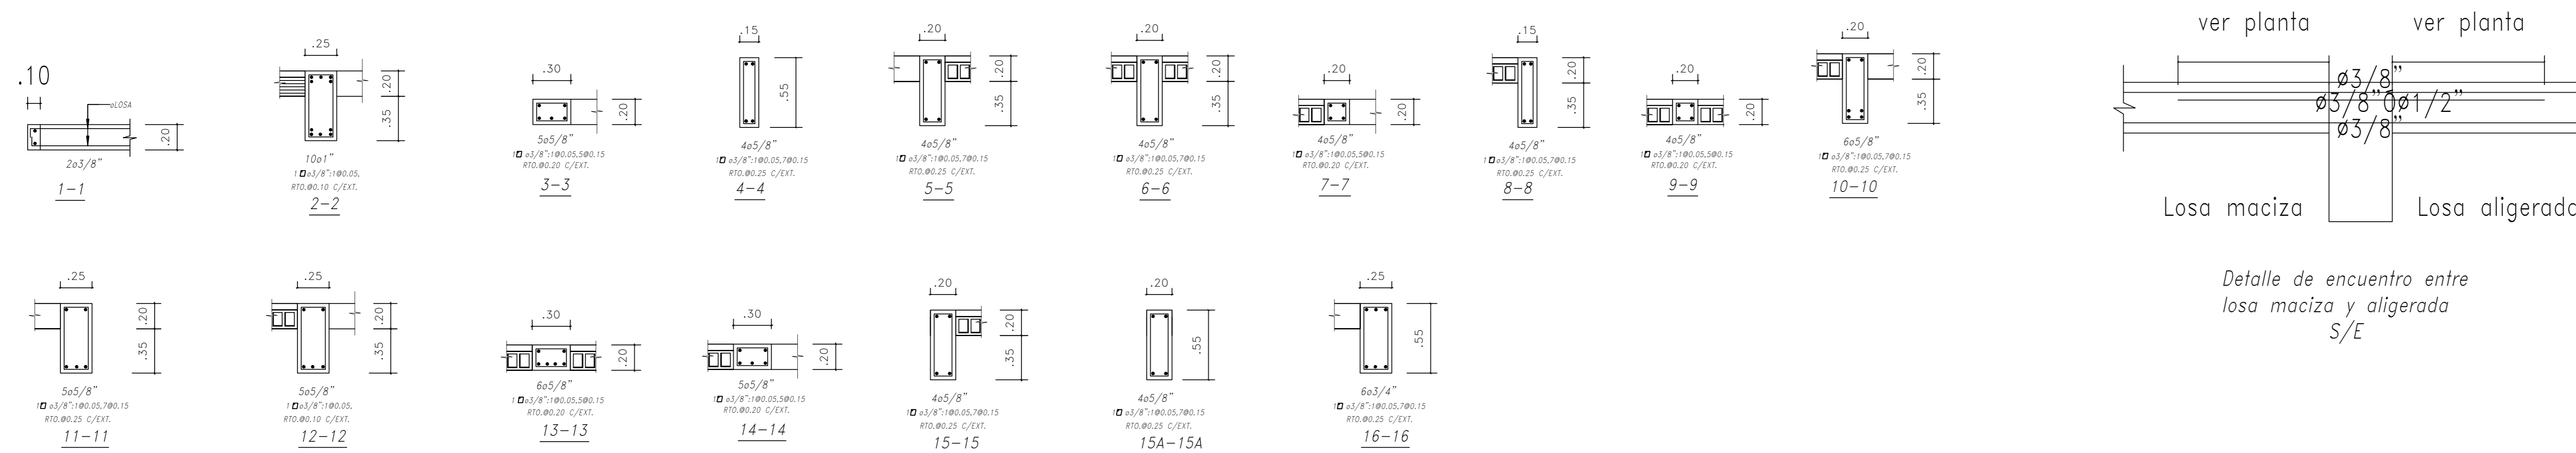 .10
øLOSA
.20
2ø3/8”
1-1
.25
.20
.35
10ø1”
1 ø3/8”:1@0.05,
RTO.@0.10 C/EXT.
2-2
.30
.20
5ø5/8”
1 ø3/8”:1@0.05,5@0.15
RTO.@0.20 C/EXT.
3-3
.15
.55
4ø5/8”
1 ø3/8”:1@0.05,7@0.15
RTO.@0.25 C/EXT.
4-4
.20
.20
.35
4ø5/8”
1 ø3/8”:1@0.05,7@0.15
RTO.@0.25 C/EXT.
5-5
.20
.20
.35
4ø5/8”
1 ø3/8”:1@0.05,7@0.15
RTO.@0.25 C/EXT.
6-6
.20
.20
4ø5/8”
1 ø3/8”:1@0.05,5@0.15
RTO.@0.20 C/EXT.
7-7
.15
.20
.35
4ø5/8”
1 ø3/8”:1@0.05,7@0.15
RTO.@0.25 C/EXT.
8-8
.20
.20
4ø5/8”
1 ø3/8”:1@0.05,5@0.15
RTO.@0.20 C/EXT.
9-9
.20
.20
.35
6ø5/8”
1 ø3/8”:1@0.05,7@0.15
RTO.@0.25 C/EXT.
10-10
ver planta
ver planta
ø3/8”
ø3/8”Oø1/2”
ø3/8”
Losa maciza
Losa aligerada
Detalle de encuentro entre
losa maciza y aligerada
S/E
.25
.20
.35
5ø5/8”
1 ø3/8”:1@0.05,7@0.15
RTO.@0.25 C/EXT.
11-11
.25
.20
.35
5ø5/8”
1 ø3/8”:1@0.05,
RTO.@0.10 C/EXT.
12-12
.30
.20
6ø5/8”
1 ø3/8”:1@0.05,5@0.15
RTO.@0.20 C/EXT.
13-13
.30
.20
5ø5/8”
1 ø3/8”:1@0.05,5@0.15
RTO.@0.20 C/EXT.
14-14
.20
.20
.35
4ø5/8”
1 ø3/8”:1@0.05,7@0.15
RTO.@0.25 C/EXT.
15-15
.20
.55
4ø5/8”
1 ø3/8”:1@0.05,7@0.15
RTO.@0.25 C/EXT.
15A-15A
.25
.55
6ø3/4”
1 ø3/8”:1@0.05,7@0.15
RTO.@0.25 C/EXT.
16-16